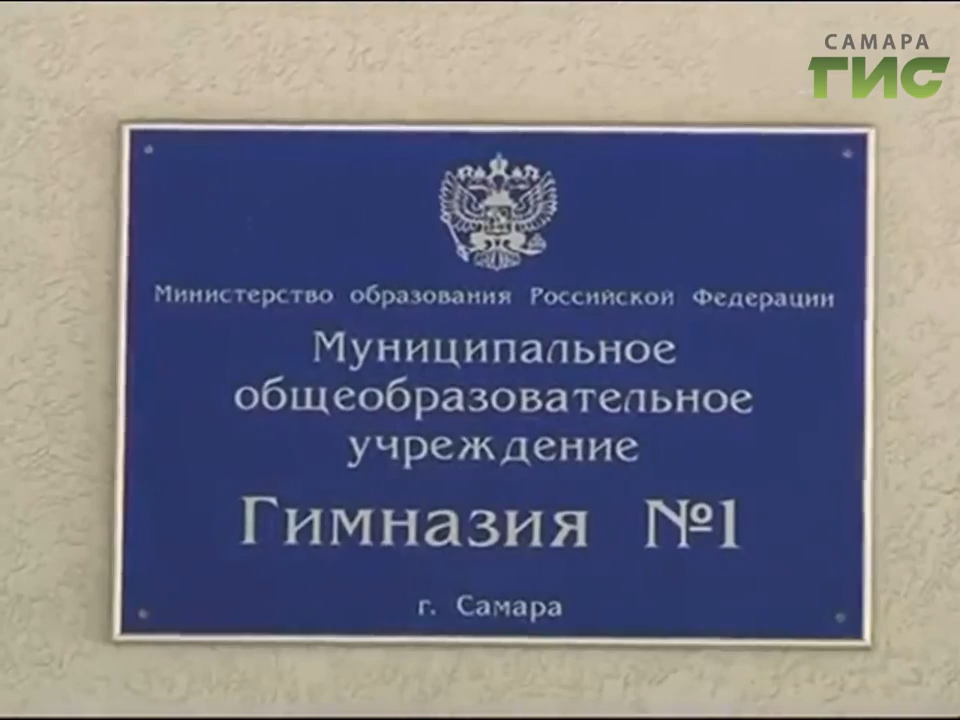 САМАРА
ГИС
Министерство образования Российской Федерации
Муниципальное
общеобразовательное
учреждение
Гимназия №1
г. Самара